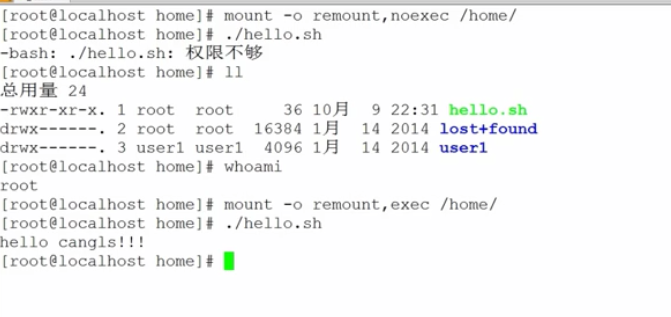 [root@localhost home]# mount -o remount,noexec /home/
[root@localhost home]# ./hello.sh
-bash: ./hello.sh: 权限不够
[root@localhost home]# ll
总用量 24
-rwxr-xr-x. 1 root  root     36 10月  9 22:31 hello.sh
drwx------. 2 root  root  16384 1月  14 2014 lost+found
drwx------. 3 user1 user1  4096 1月  14 2014 user1
[root@localhost home]# whoami
root
[root@localhost home]# mount -o remount,exec /home/
[root@localhost home]# ./hello.sh
hello cangls!!!
[root@localhost home]#